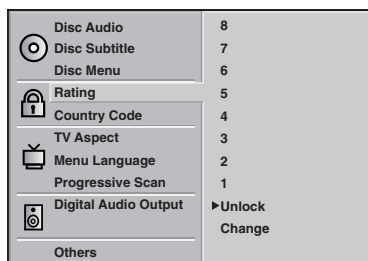 Disc Audio
Disc Subtitle
Disc Menu
Rating
Country Code
TV Aspect
Menu Language
Progressive Scan
Digital Audio Output
Others
8
7
6
5
4
3
2
1
▶Unlock
Change